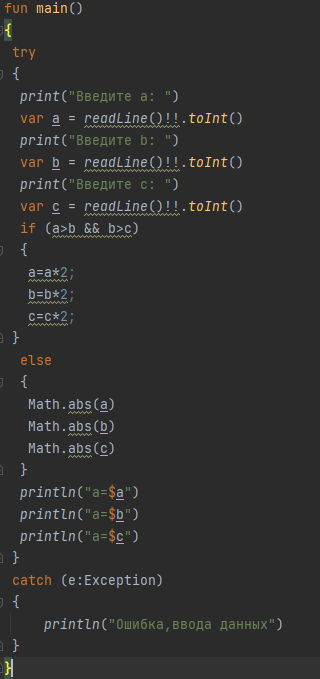 fun main()
{
try
{
print("Введите a: ")
var a = readLine()!!.toInt()
print("Введите b: ")
var b = readLine()!!.toInt()
print("Введите c: ")
var c = readLine()!!.toInt()
if (a>b && b>c)
{
a=a*2;
b=b*2;
c=c*2;
}
else
{
Math.abs(a)
Math.abs(b)
Math.abs(c)
}
println("a=$a")
println("a=$b")
println("a=$c")
}
catch (e:Exception)
{
println("Ошибка,ввода данных")
}
}